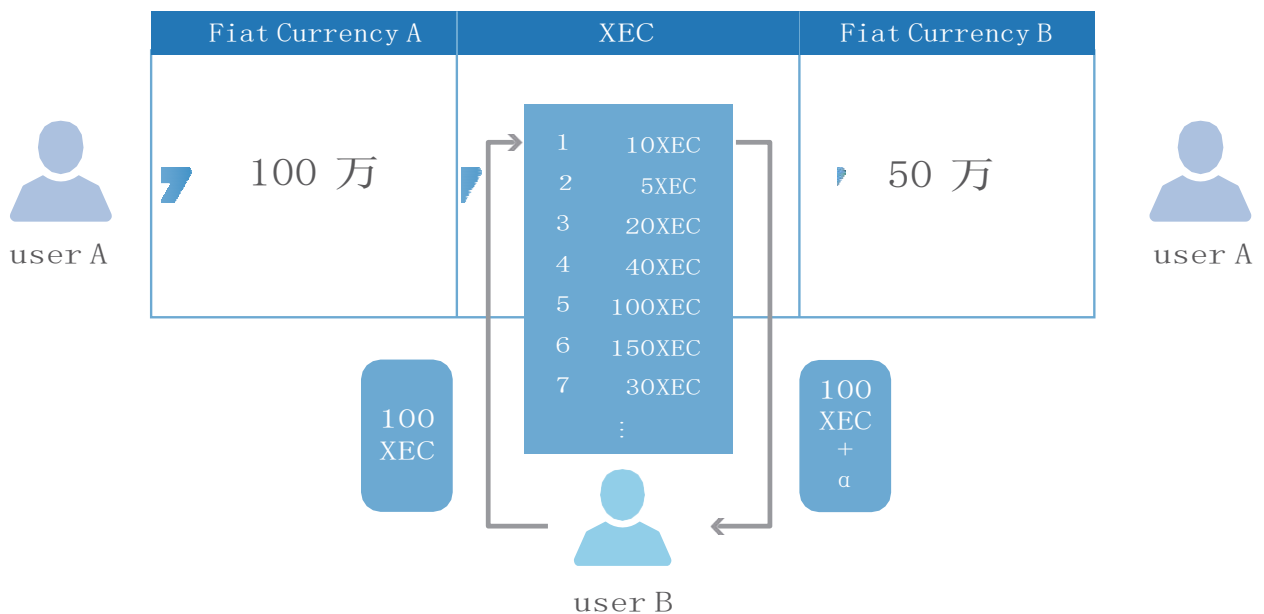 Fiat Currency A
XEC
Fiat Currency B
1 10XEC
2 5XEC
3 20XEC
4 40XEC
5 100XEC
6 150XEC
7 30XEC
⋮
100 万
50 万
user A
user A
100
XEC
100
XEC
+
α
user B